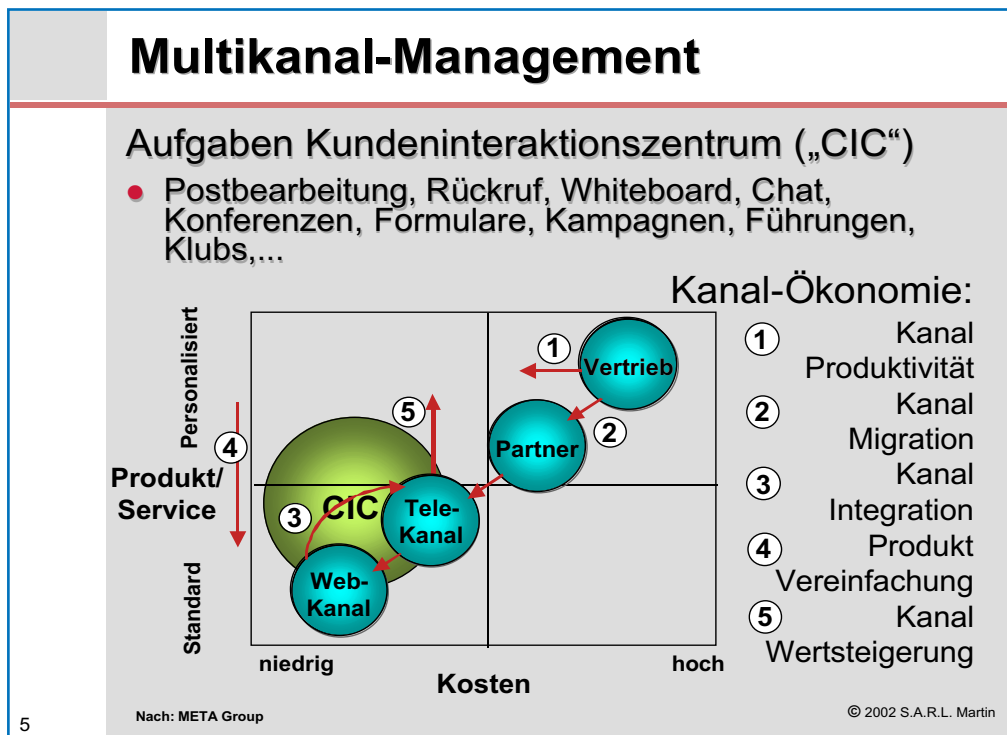 Multikanal-Management
Aufgaben Kundeninteraktionszentrum („CIC“)
Postbearbeitung, Rückruf, Whiteboard, Chat,
Konferenzen, Formulare, Kampagnen, Führungen,
Klubs,...
Kanal-Ökonomie:
1 Kanal
Produktivität
2 Kanal
Migration
3 Kanal
Integration
4 Produkt
Vereinfachung
5 Kanal
Wertsteigerung
Personalisiert
Produkt/
Service
Standard
4
1
Vertrieb
2
Partner
5
CIC
3
Tele-
Kanal
Web-
Kanal
niedrig
hoch
Kosten
5
Nach: META Group
© 2002 S.A.R.L. Martin